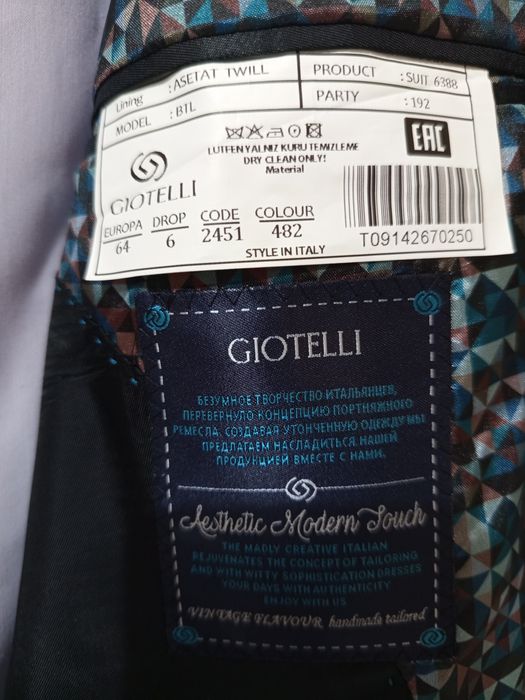 Lining : ASETAT TWILL
MODEL : BTL
PRODUCT : SUIT 6388
PARTY : 192
LUTFEN YALNIZ KURU TEMIZLEME
DRY CLEAN ONLY!
Material
EAC
GIOTELLI
EUROPA DROP CODE COLOUR
64 6 2451 482
STYLE IN ITALY
T09142670250
GIOTELLI
БЕЗУМНОЕ ТВОРЧЕСТВО ИТАЛЬЯНЦЕВ,
ПЕРЕВЕРНУЛО КОНЦЕПЦИЮ ПОРТНЯЖНОГО
РЕМЕСЛА. СОЗДАВАЯ УТОНЧЕННУЮ ОДЕЖДУ МЫ
ПРЕДЛАГАЕМ НАСЛАДИТЬСЯ НАШЕЙ
ПРОДУКЦИЕЙ ВМЕСТЕ С НАМИ.
Aesthetic Modern Touch
THE MADLY CREATIVE ITALIAN
REJUVENATES THE CONCEPT OF TAILORING
AND WITH WITTY SOPHISTICATION DRESSES
YOUR DAYS WITH AUTHENTICITY
ENJOY WITH US
VINTAGE FLAVOUR handmade tailored